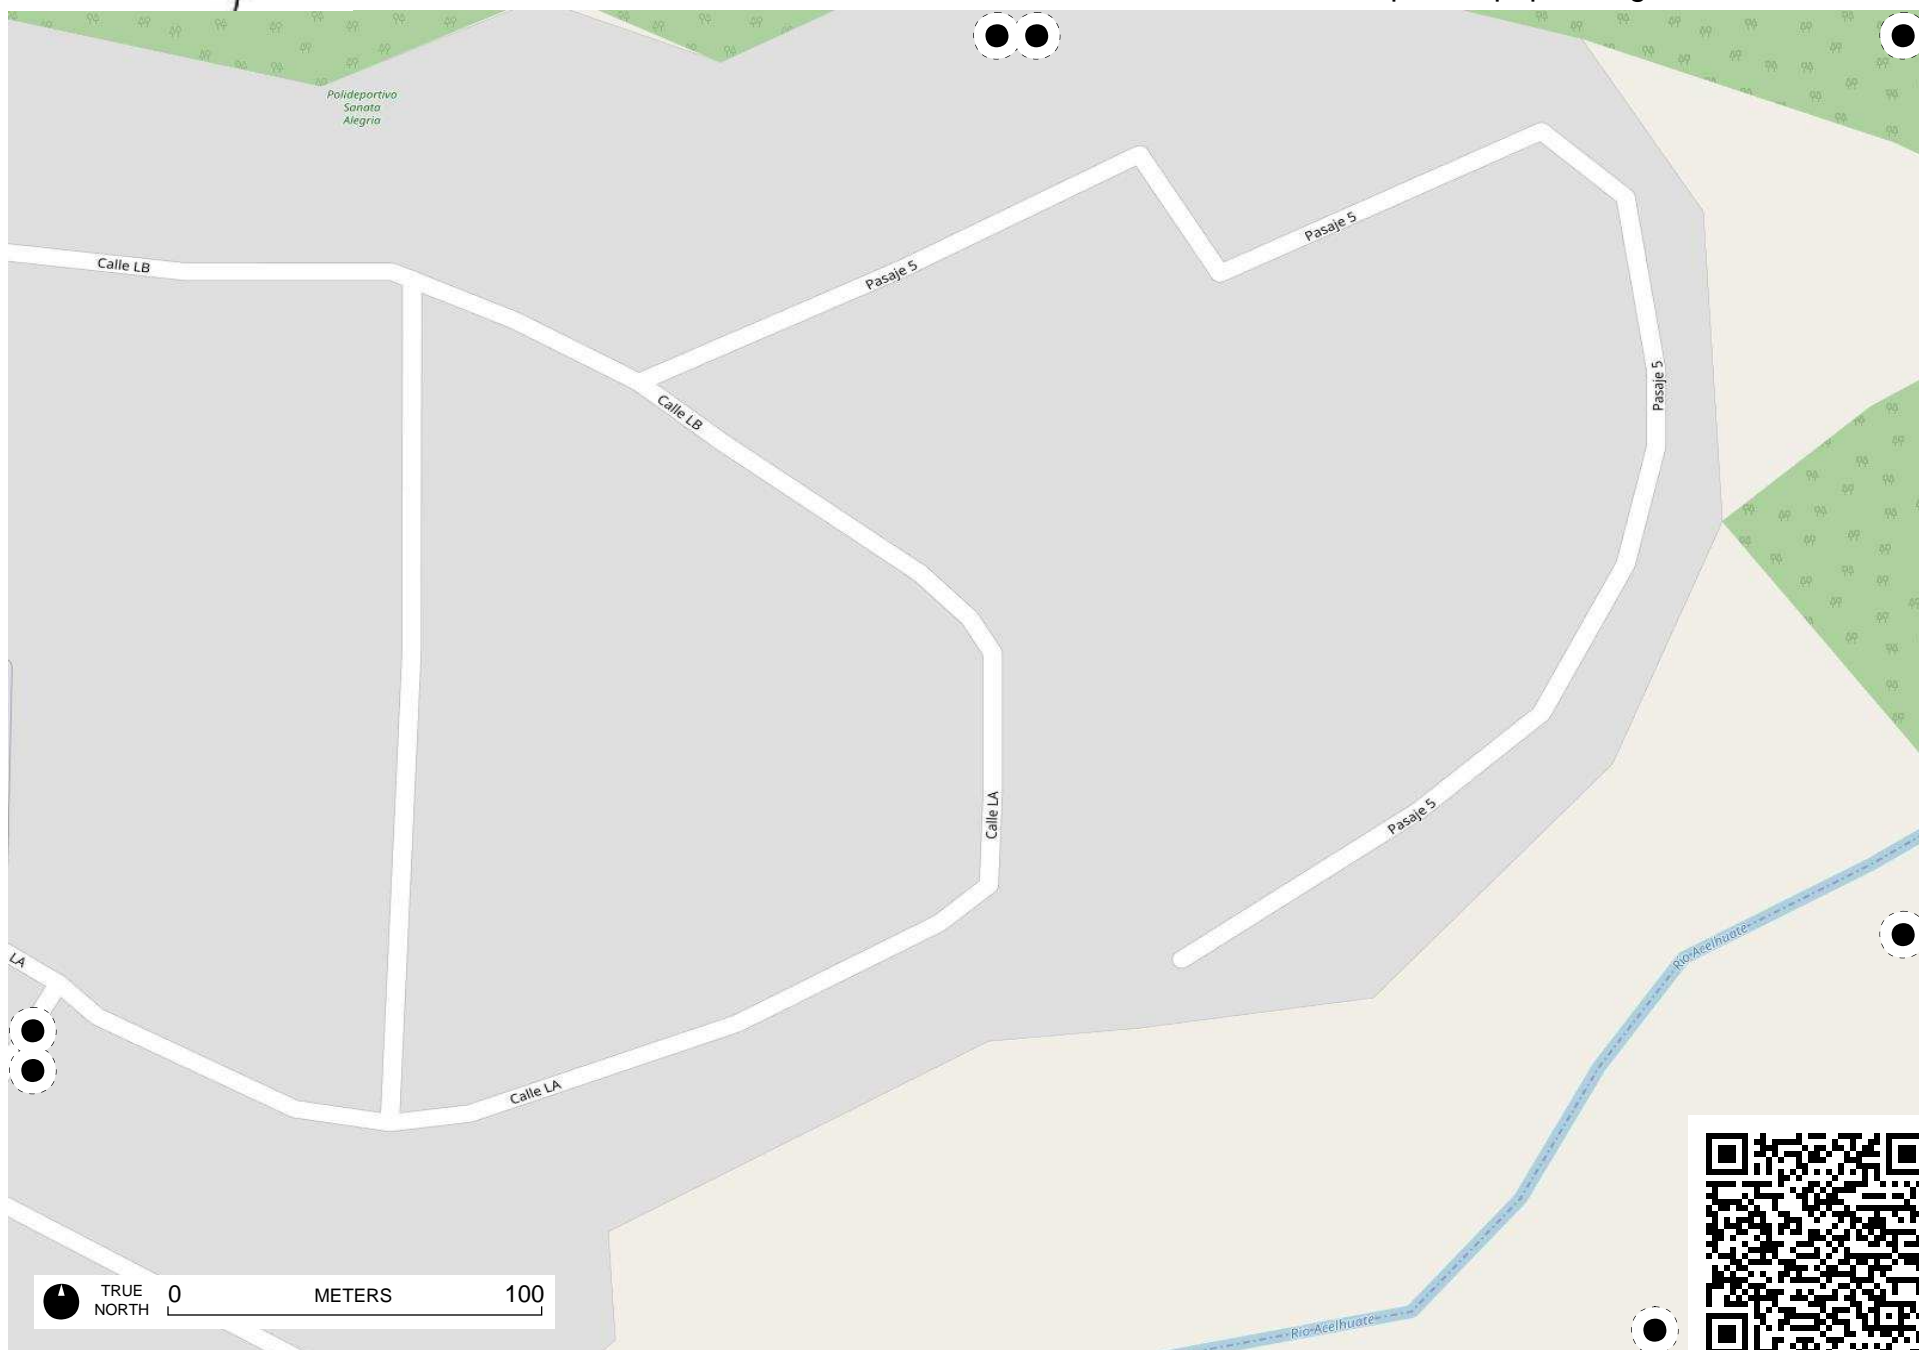 Polideportivo
Sanata
Alegria
Calle LB
Pasaje 5
Pasaje 5
Calle LB
Pasaje 5
Calle LA
Pasaje 5
LA
Rio Acelhuate
Calle LA
TRUE
NORTH
0 METERS 100
Rio Acelhuate